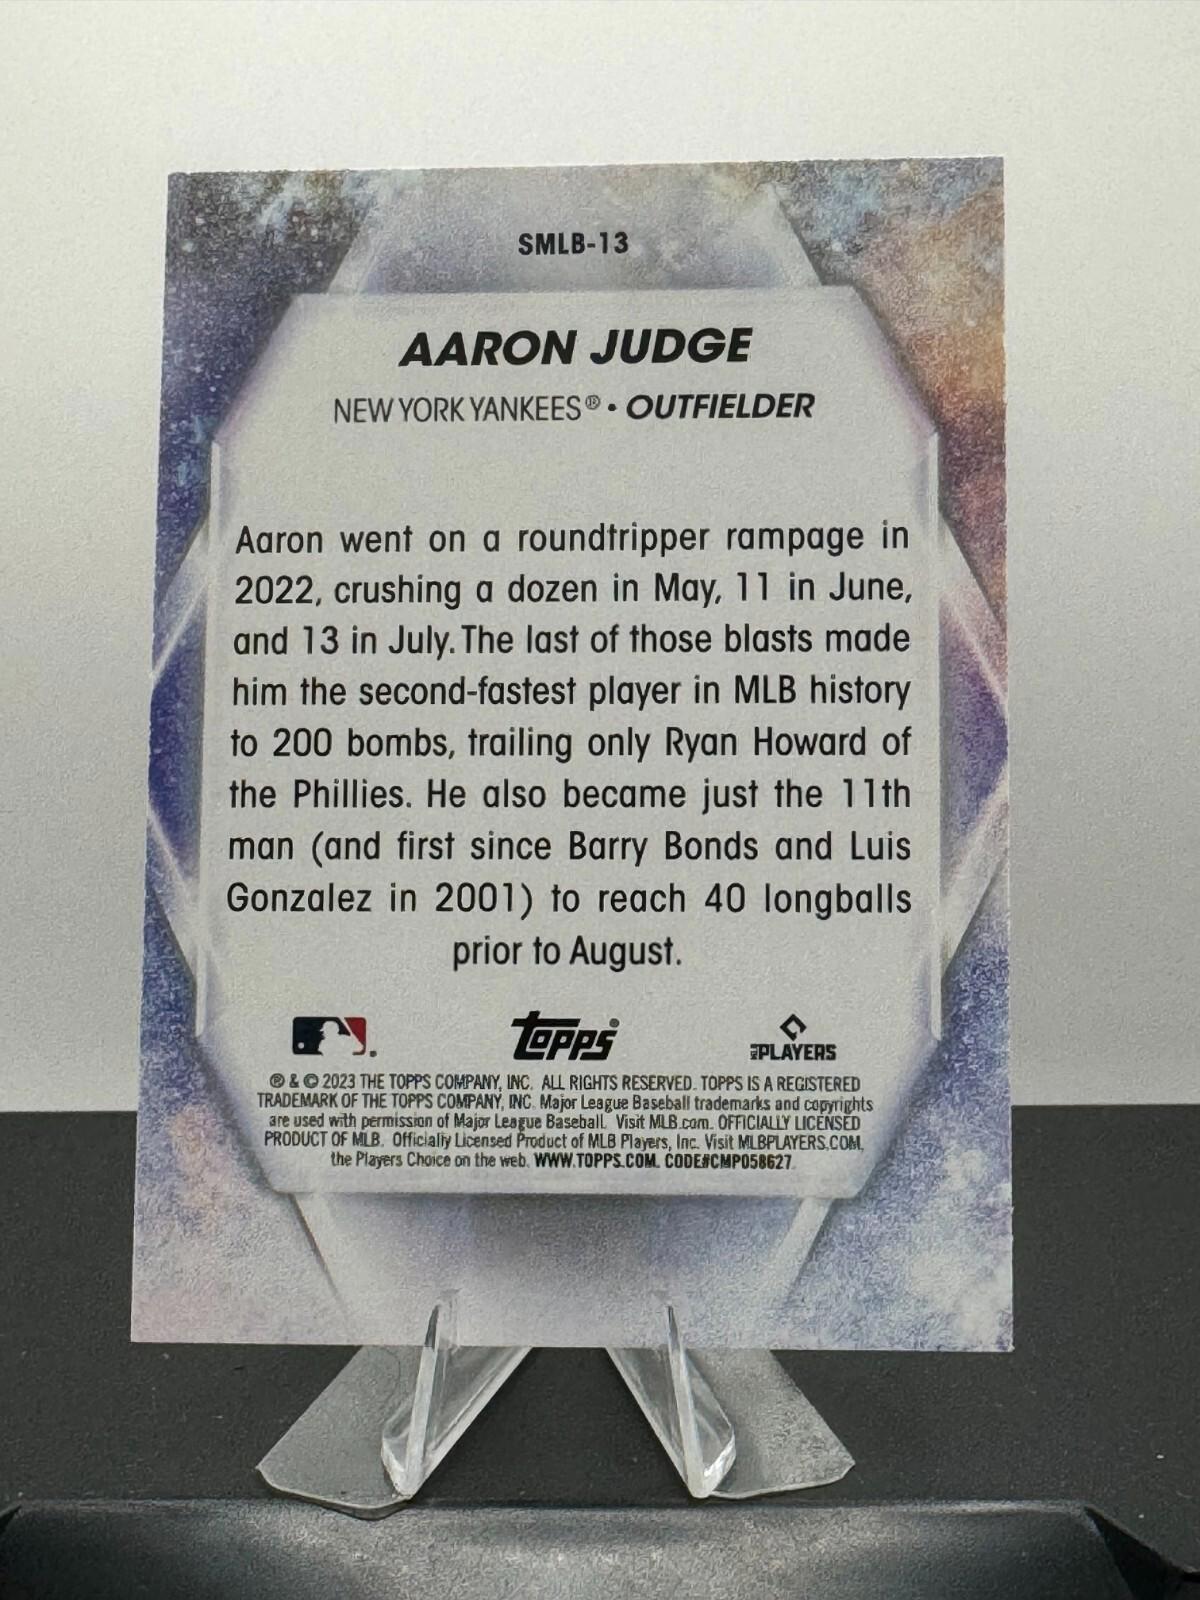 SMLB-13
AARON JUDGE
NEW YORK YANKEES® • OUTFIELDER
Aaron went on a roundtripper rampage in
2022, crushing a dozen in May, 11 in June,
and 13 in July. The last of those blasts made
him the second-fastest player in MLB history
to 200 bombs, trailing only Ryan Howard of
the Phillies. He also became just the 11th
man (and first since Barry Bonds and Luis
Gonzalez in 2001) to reach 40 longballs
prior to August.
TOPPS® MLB PLAYERS
® & © 2023 THE TOPPS COMPANY, INC. ALL RIGHTS RESERVED. TOPPS IS A REGISTERED
TRADEMARK OF THE TOPPS COMPANY, INC. Major League Baseball trademarks and copyrights
are used with permission of Major League Baseball. Visit MLB.com. OFFICIALLY LICENSED
PRODUCT OF MLB. Officially Licensed Product of MLB Players, Inc. Visit MLBPLAYERS.COM,
the Players Choice on the web. WWW.TOPPS.COM. CODE#CMP058627